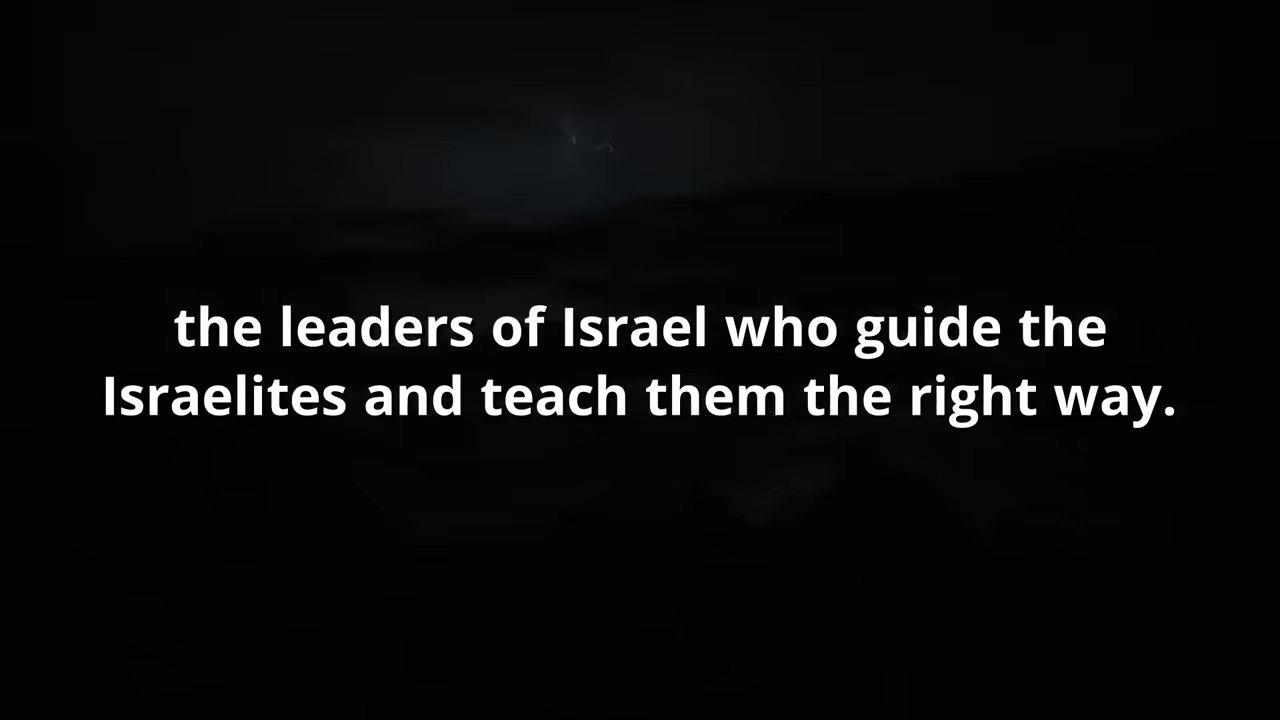 the leaders of Israel who guide the
Israelites and teach them the right way.